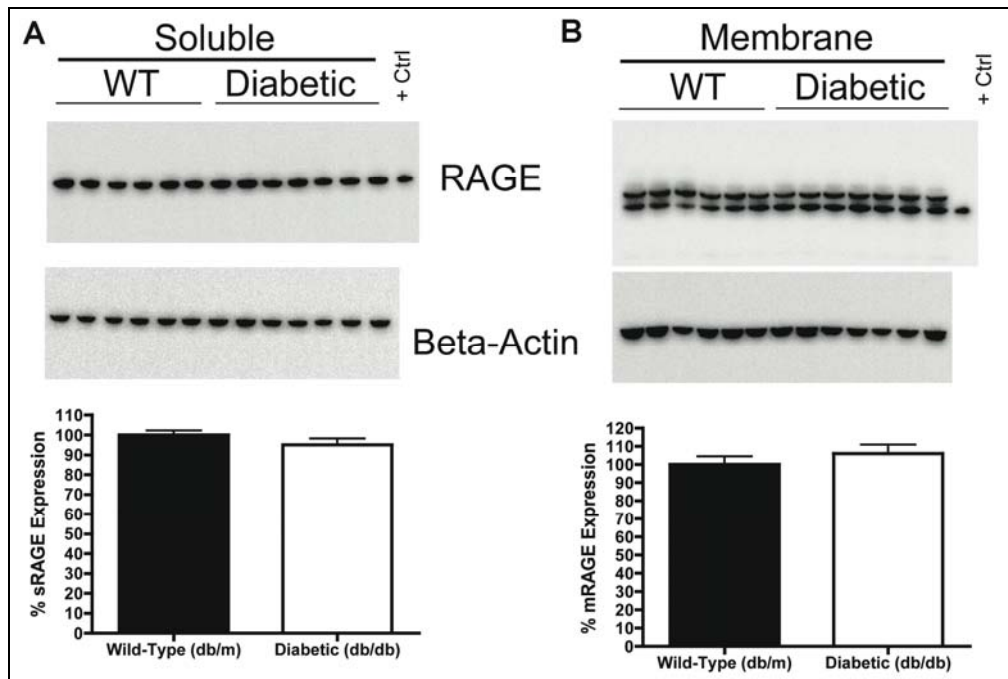 A
Soluble
WT Diabetic
+ Ctrl
RAGE
Beta-Actin
% sRAGE Expression
110
100
90
80
70
60
50
40
30
20
10
0
Wild-Type (db/m) Diabetic (db/db)
B
Membrane
WT Diabetic
+ Ctrl
% mRAGE Expression
120
110
100
90
80
70
60
50
40
30
20
10
0
Wild-Type (db/m) Diabetic (db/db)